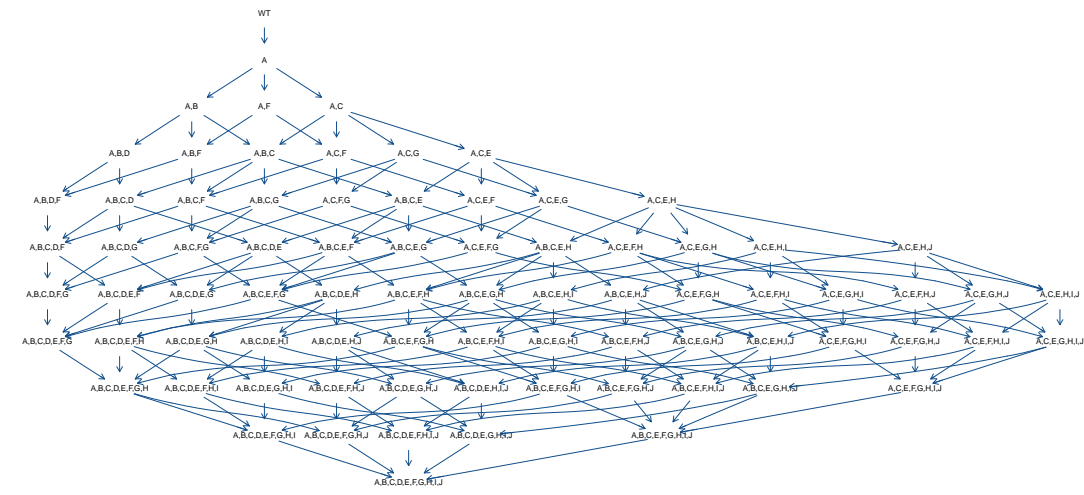 WT
A
A,B A,F A,C
A,B,D A,B,F A,B,C A,C,F A,C,G A,C,E
A,B,D,F A,B,C,D A,B,C,F A,B,C,G A,C,F,G A,B,C,E A,C,E,F A,C,E,G A,C,E,H
A,B,C,D,F A,B,C,D,G A,B,C,F,G A,B,C,D,E A,B,C,E,F A,B,C,E,G A,C,E,F,G A,B,C,E,H A,C,E,F,H A,C,E,G,H A,C,E,H,I A,C,E,H,J
A,B,C,D,F,G A,B,C,D,E,F A,B,C,D,E,G A,B,C,E,F,G A,B,C,D,E,H A,B,C,E,F,H A,B,C,E,G,H A,B,C,E,H,I A,B,C,E,H,J A,C,E,F,G,H A,C,E,F,H,I A,C,E,G,H,I A,C,E,F,H,J A,C,E,G,H,J A,C,E,H,I,J
A,B,C,D,E,F,G A,B,C,D,E,F,H A,B,C,D,E,G,H A,B,C,D,E,H,I A,B,C,D,E,H,J A,B,C,E,F,G,H A,B,C,E,F,H,I A,B,C,E,G,H,I A,B,C,E,F,H,J A,B,C,E,G,H,J A,B,C,E,H,I,J A,C,E,F,G,H,I A,C,E,F,G,H,J A,C,E,F,H,I,J A,C,E,G,H,I,J
A,B,C,D,E,F,G,H A,B,C,D,E,F,H,I A,B,C,D,E,G,H,I A,B,C,D,E,F,H,J A,B,C,D,E,G,H,J A,B,C,D,E,H,I,J A,B,C,E,F,G,H,I A,B,C,E,F,G,H,J A,B,C,E,F,H,I,J A,B,C,E,G,H,I,J A,C,E,F,G,H,I,J
A,B,C,D,E,F,G,H,I A,B,C,D,E,F,G,H,J A,B,C,D,E,F,H,I,J A,B,C,D,E,G,H,I,J A,B,C,E,F,G,H,I,J
A,B,C,D,E,F,G,H,I,J